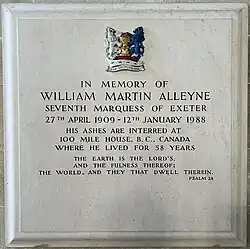 IN MEMORY OF
WILLIAM MARTIN ALLEYNE
SEVENTH MARQUESS OF EXETER
27TH APRIL 1909 - 12TH JANUARY 1988
HIS ASHES ARE INTERRED AT
100 MILE HOUSE, B.C., CANADA
WHERE HE LIVED FOR 58 YEARS
THE EARTH IS THE LORD'S,
AND THE FULNESS THEREOF;
THE WORLD, AND THEY THAT DWELL THEREIN.
PSALM 24